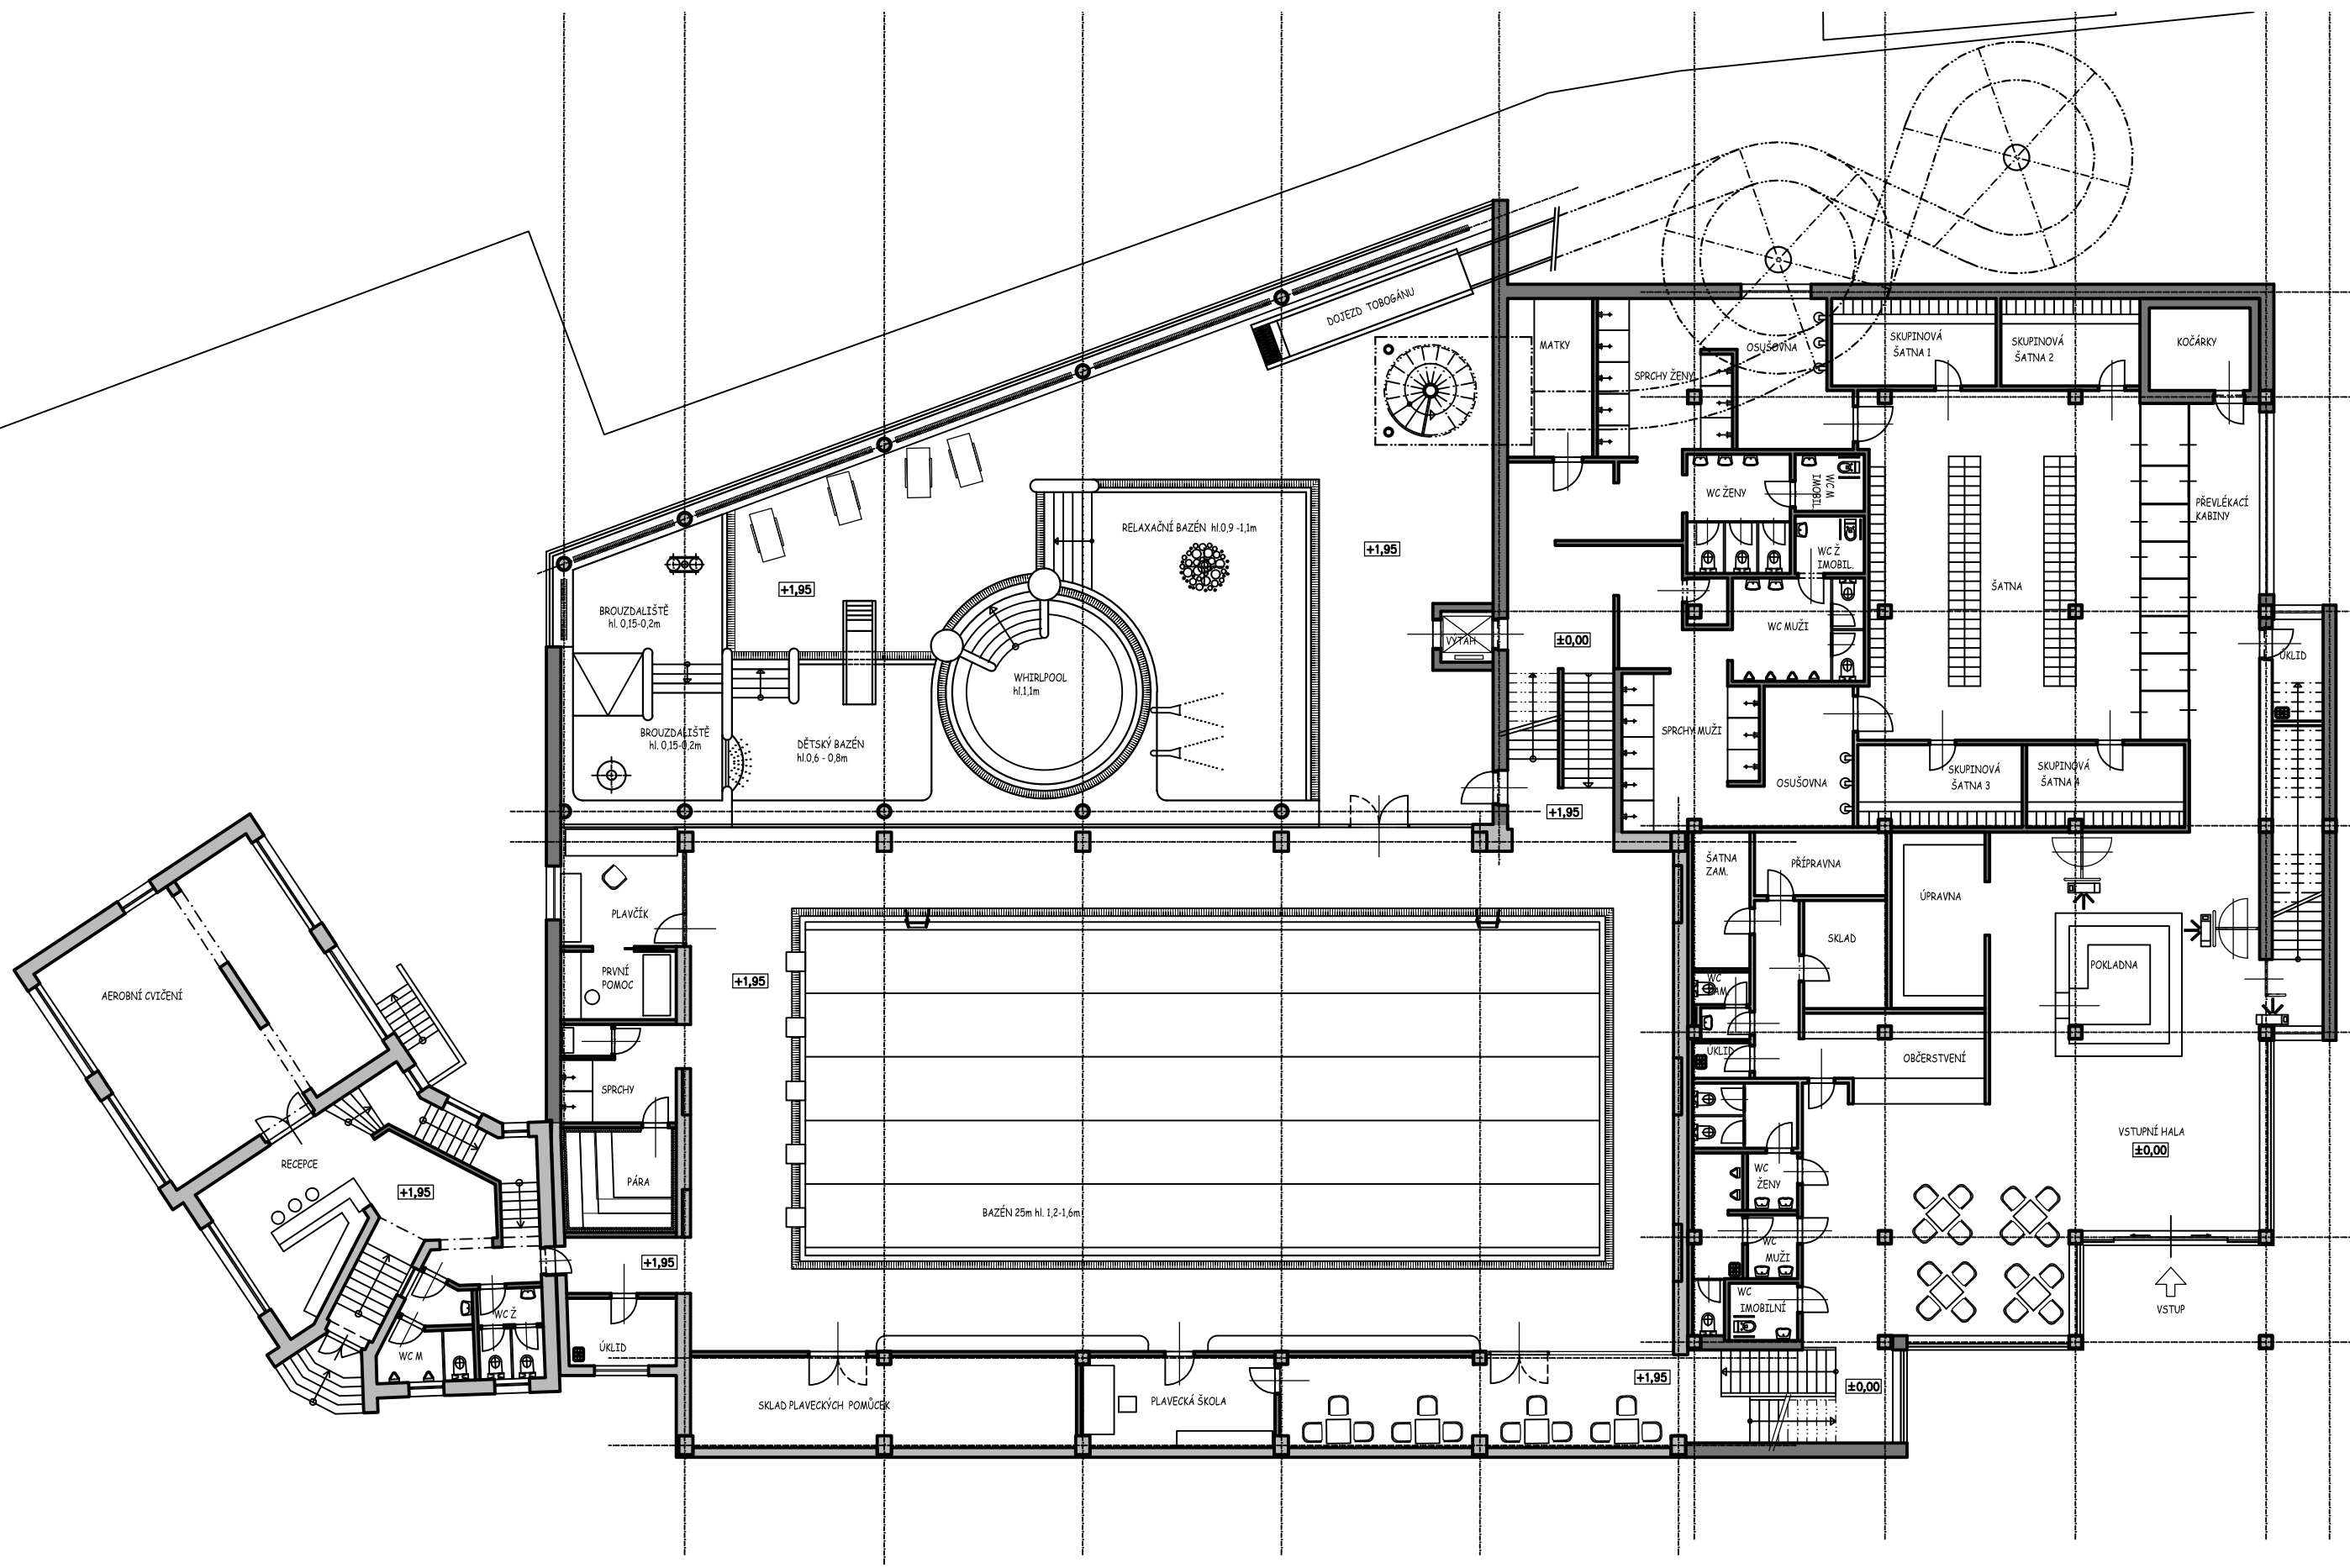 DOJEZD TOBOGÁNU
MATKY
SPRCHY ŽENY
OSUŠOVNA
SKUPINOVÁ
ŠATNA 1
SKUPINOVÁ
ŠATNA 2
KOČÁRKY
WC ŽENY
WC M
IMOBIL.
WC Ž
IMOBIL.
PŘEVLÉKACÍ
KABINY
ŠATNA
RELAXAČNÍ BAZÉN hl.0,9 -1,1m
+1,95
+1,95
BROUZDALIŠTĚ
hl. 0,15-0,2m
WHIRLPOOL
hl.1,1m
VÝTAH
±0,00
WC MUŽI
ÚKLID
BROUZDALIŠTĚ
hl. 0,15-0,2m
DĚTSKÝ BAZÉN
hl.0,6 - 0,8m
SPRCHY MUŽI
OSUŠOVNA
SKUPINOVÁ
ŠATNA 3
SKUPINOVÁ
ŠATNA 4
+1,95
ŠATNA
ZAM.
PŘÍPRAVNA
ÚPRAVNA
PLAVČÍK
SKLAD
POKLADNA
PRVNÍ
POMOC
+1,95
WC
ZAM.
AEROBNÍ CVIČENÍ
ÚKLID
OBČERSTVENÍ
SPRCHY
VSTUPNÍ HALA
±0,00
RECEPCE
+1,95
PÁRA
WC
ŽENY
BAZÉN 25m hl. 1,2-1,6m
WC
MUŽI
+1,95
WC
IMOBILNÍ
VSTUP
WC Ž
WC M
ÚKLID
SKLAD PLAVECKÝCH POMŮCEK
PLAVECKÁ ŠKOLA
+1,95
±0,00